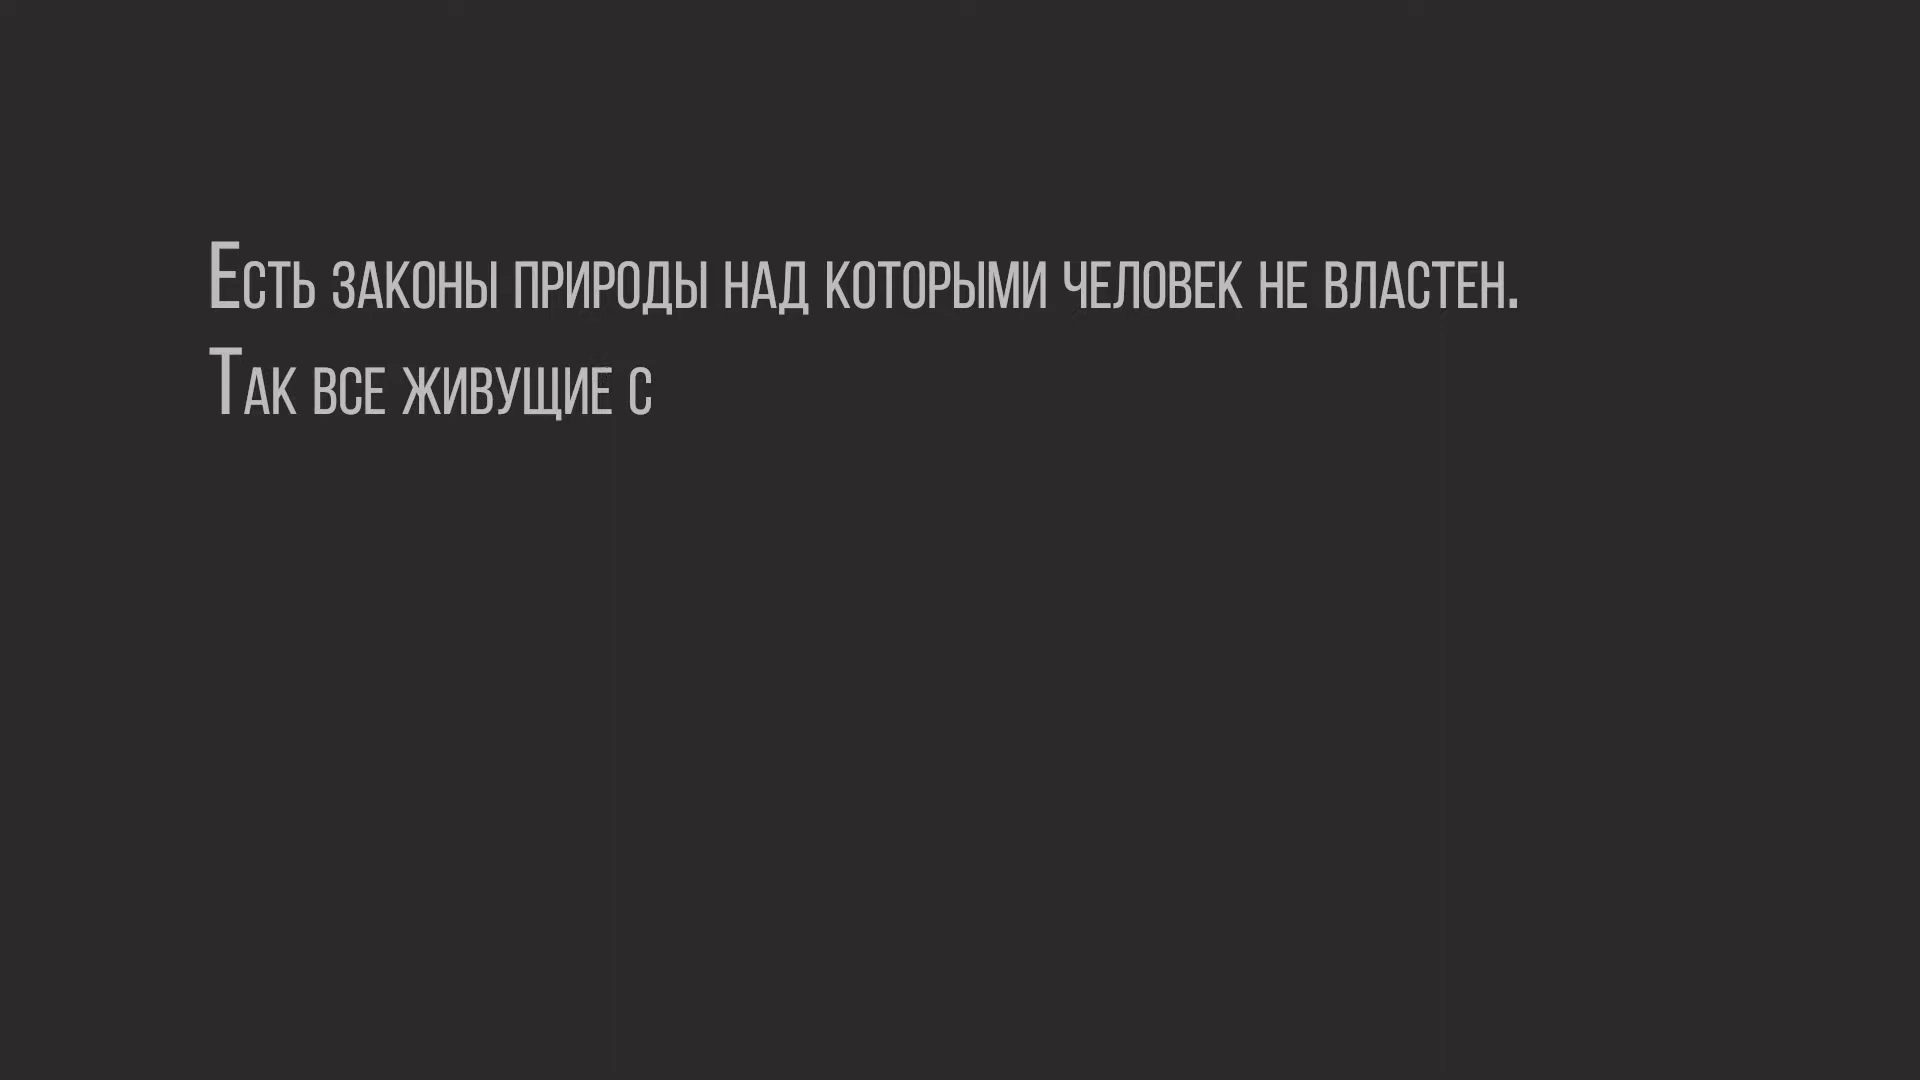 Есть законы природы над которыми человек не властен.
Так все живущие с